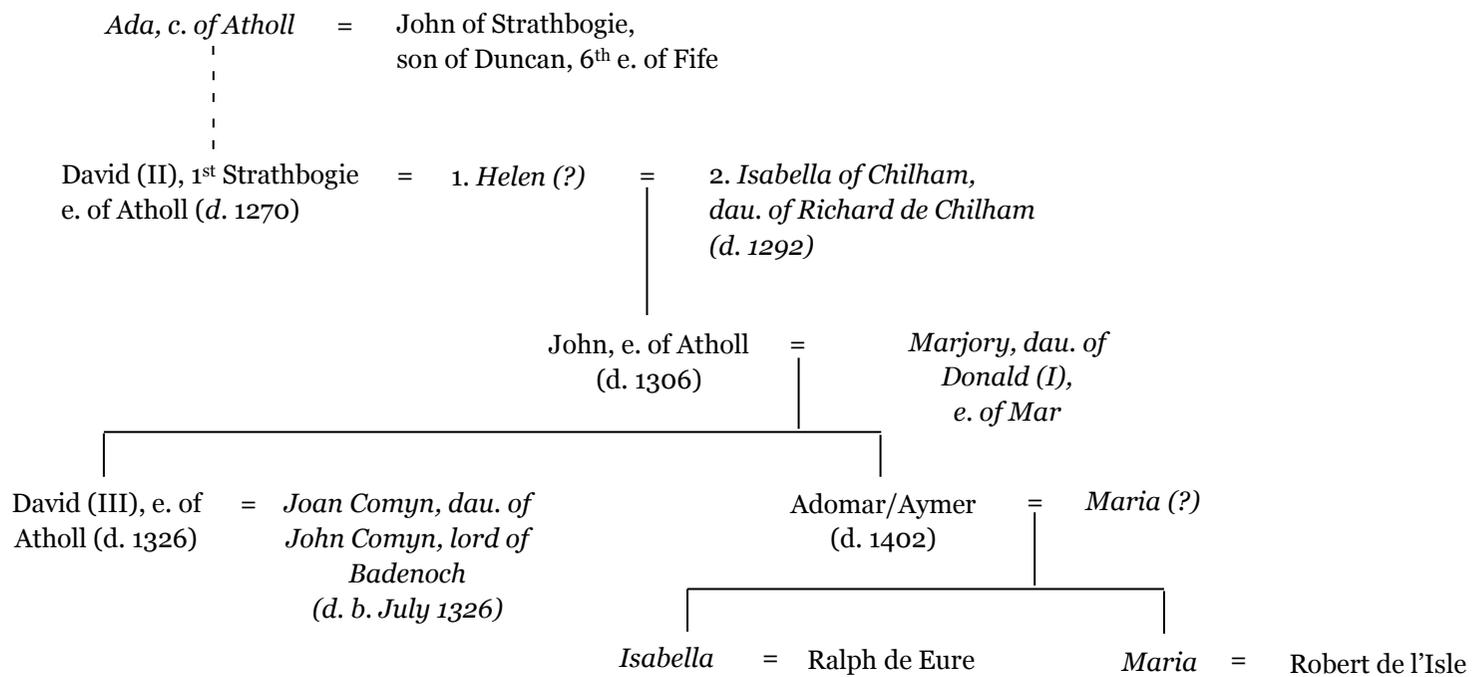 Ada, c. of Atholl = John of Strathbogie,
son of Duncan, 6th e. of Fife
David (II), 1st Strathbogie = 1. Helen (?) = 2. Isabella of Chilham,
e. of Atholl (d. 1270) dau. of Richard de Chilham
(d. 1292)
John, e. of Atholl = Marjory, dau. of
(d. 1306) Donald (I),
e. of Mar
David (III), e. of = Joan Comyn, dau. of Adomar/Aymer = Maria (?)
Atholl (d. 1326) John Comyn, lord of (d. 1402)
Badenoch
(d. b. July 1326)
Isabella = Ralph de Eure Maria = Robert de l'Isle